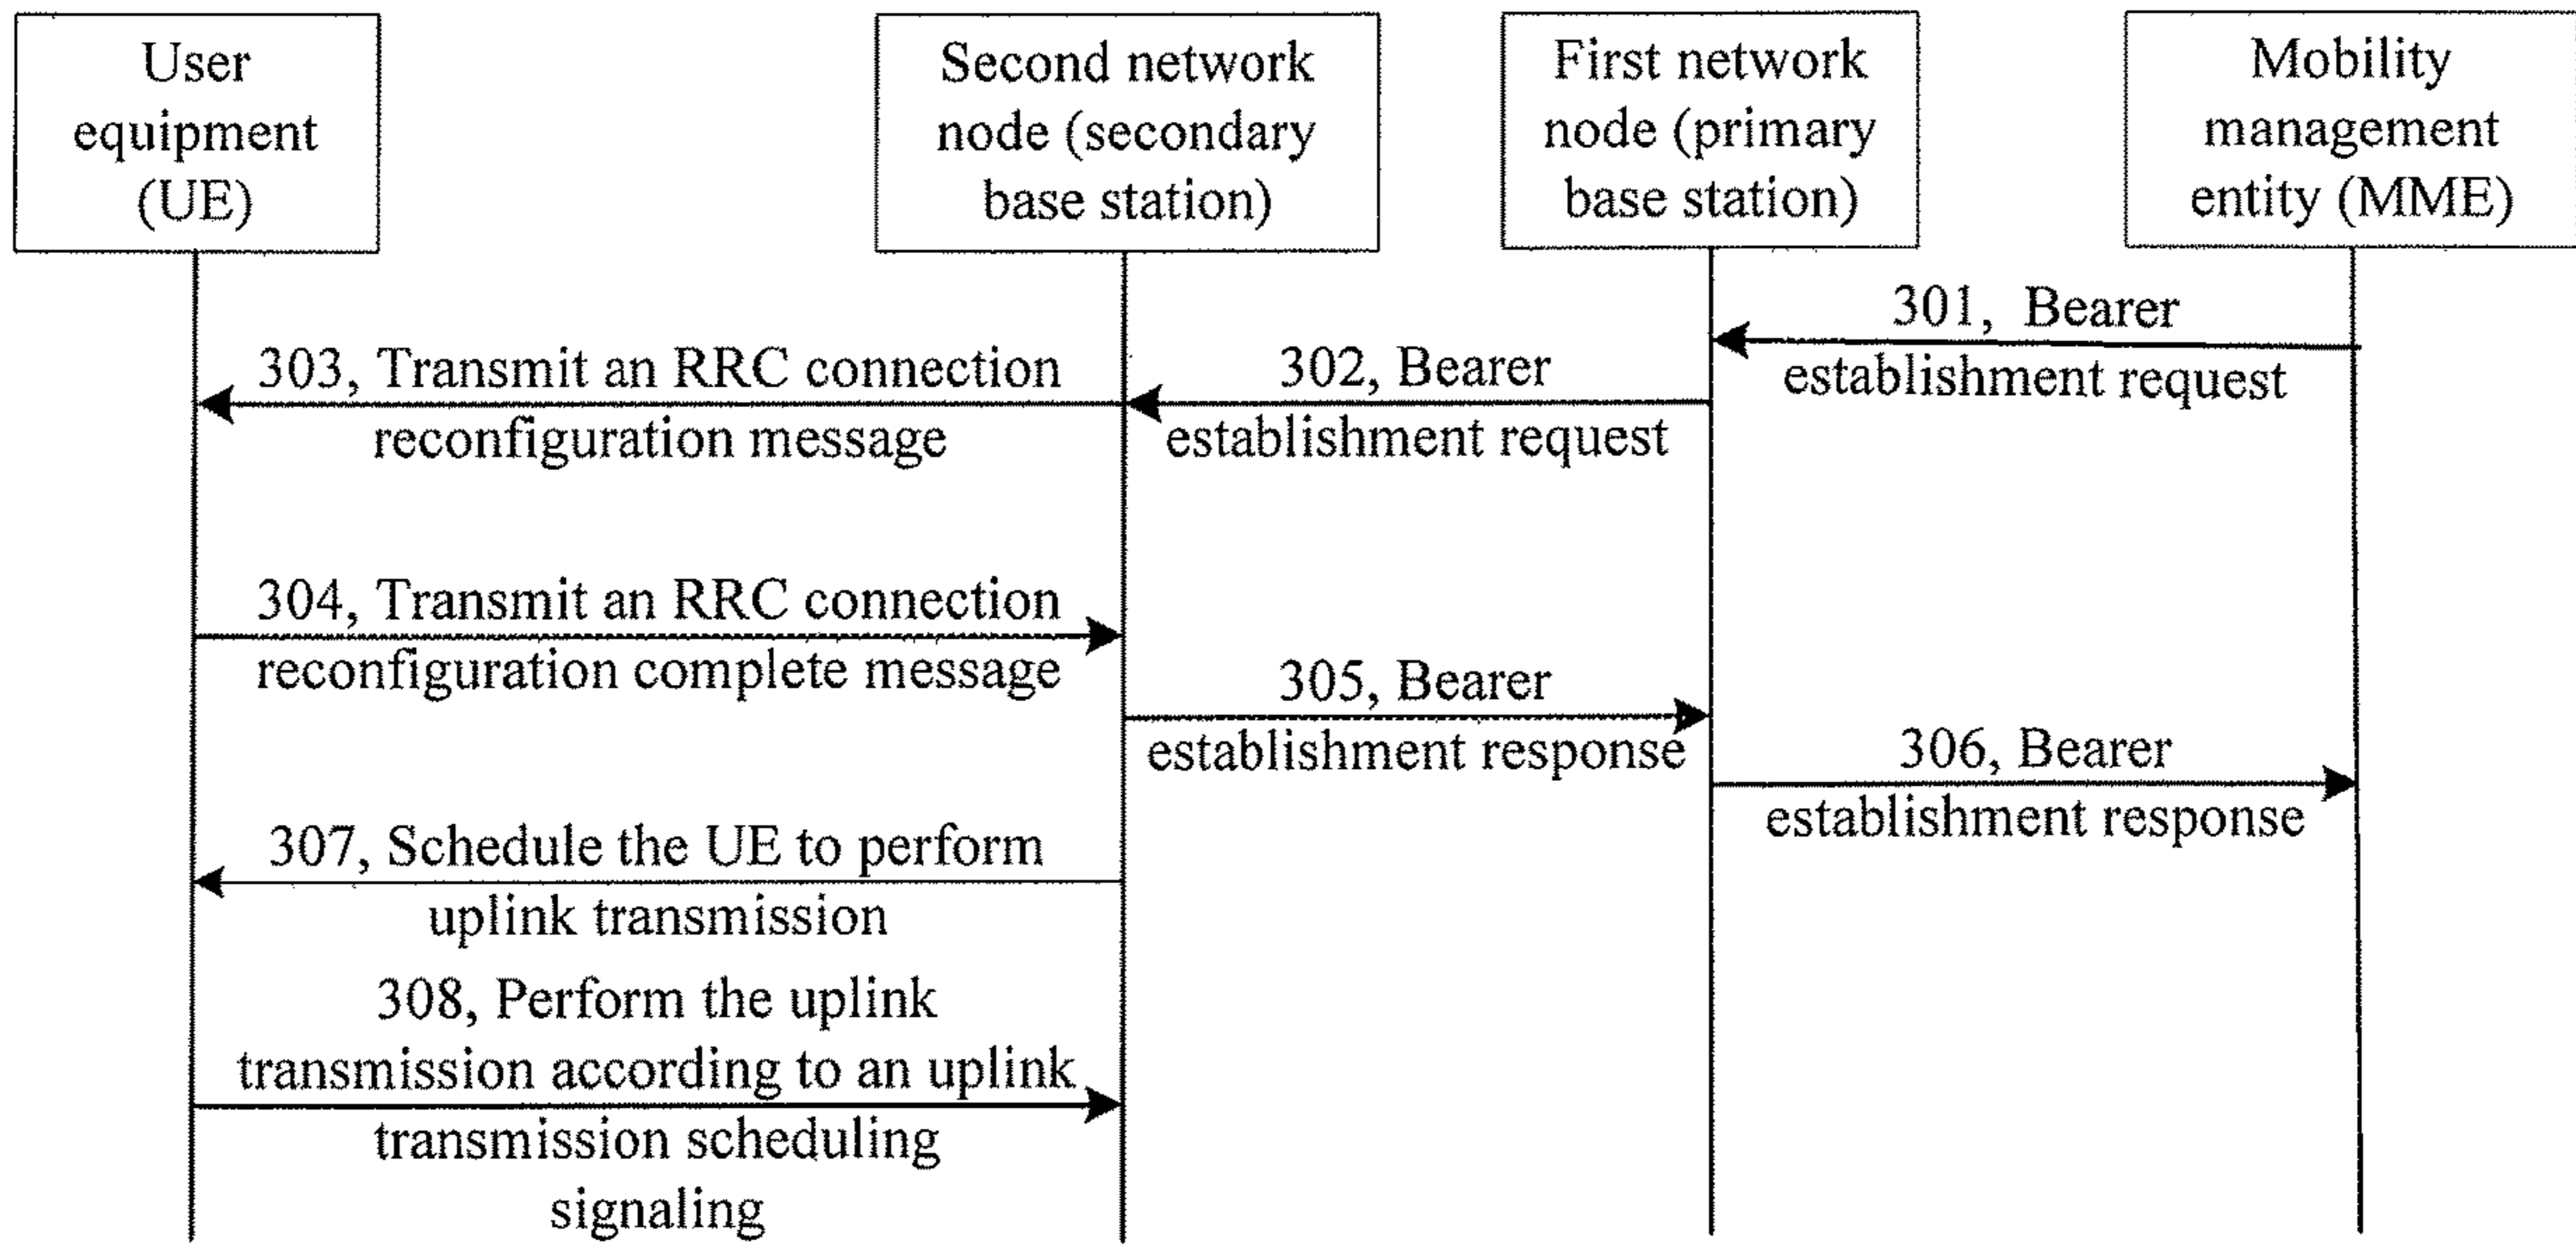 User
equipment
(UE)
Second network
node (secondary
base station)
First network
node (primary
base station)
Mobility
management
entity (MME)
301, Bearer
establishment request
302, Bearer
establishment request
303, Transmit an RRC connection
reconfiguration message
304, Transmit an RRC connection
reconfiguration complete message
305, Bearer
establishment response
306, Bearer
establishment response
307, Schedule the UE to perform
uplink transmission
308, Perform the uplink
transmission according to an uplink
transmission scheduling
signaling